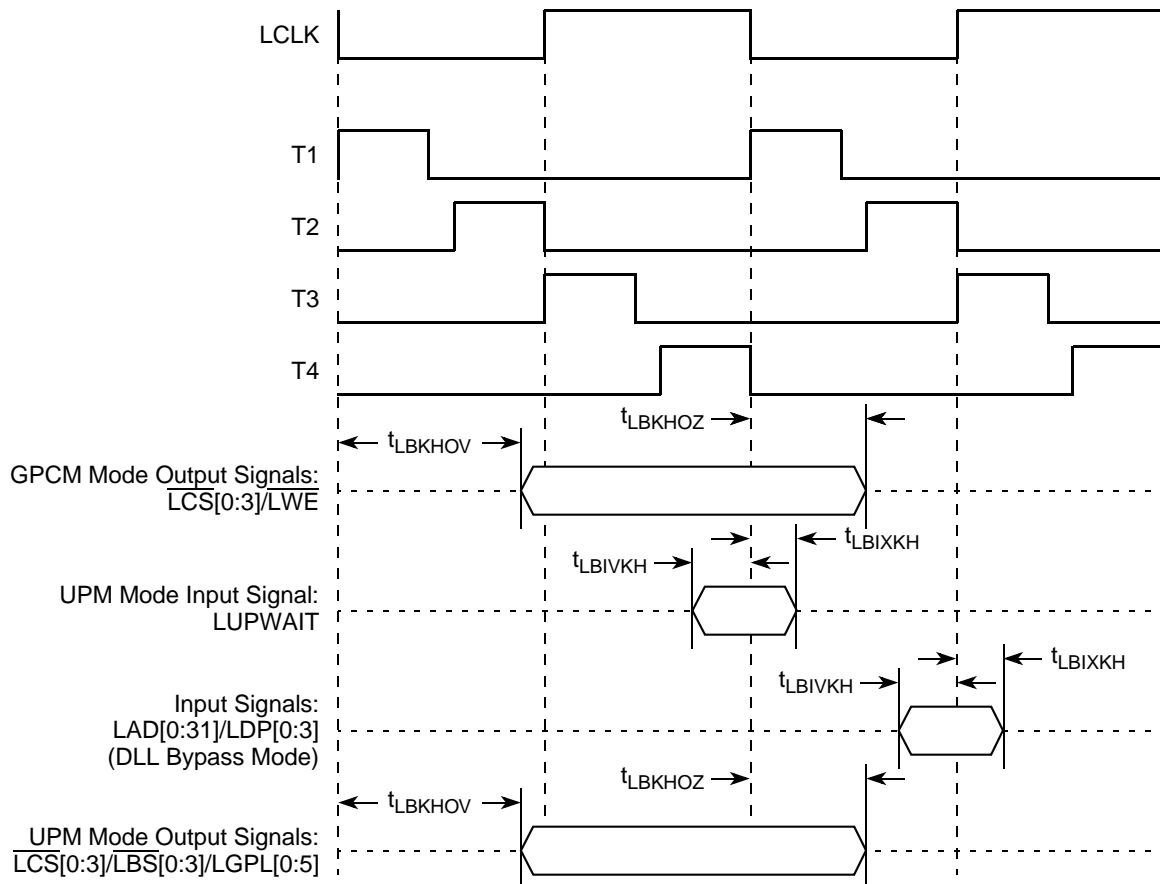 LCLK
T1
T2
T3
T4
tLBKHOZ
tLBKHOV
GPCM Mode Output Signals:
LCS[0:3]/LWE
tLBIXKH
tLBIVKH
UPM Mode Input Signal:
LUPWAIT
tLBIXKH
tLBIVKH
Input Signals:
LAD[0:31]/LDP[0:3]
(DLL Bypass Mode)
tLBKHOZ
tLBKHOV
UPM Mode Output Signals:
LCS[0:3]/LBS[0:3]/LGPL[0:5]